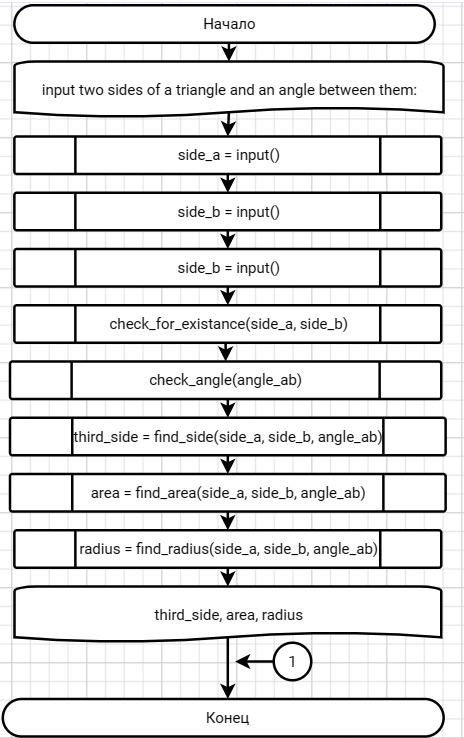 Начало
input two sides of a triangle and an angle between them:
side_a = input()
side_b = input()
side_b = input()
check_for_existance(side_a, side_b)
check_angle(angle_ab)
third_side = find_side(side_a, side_b, angle_ab)
area = find_area(side_a, side_b, angle_ab)
radius = find_radius(side_a, side_b, angle_ab)
third_side, area, radius
1
Конец